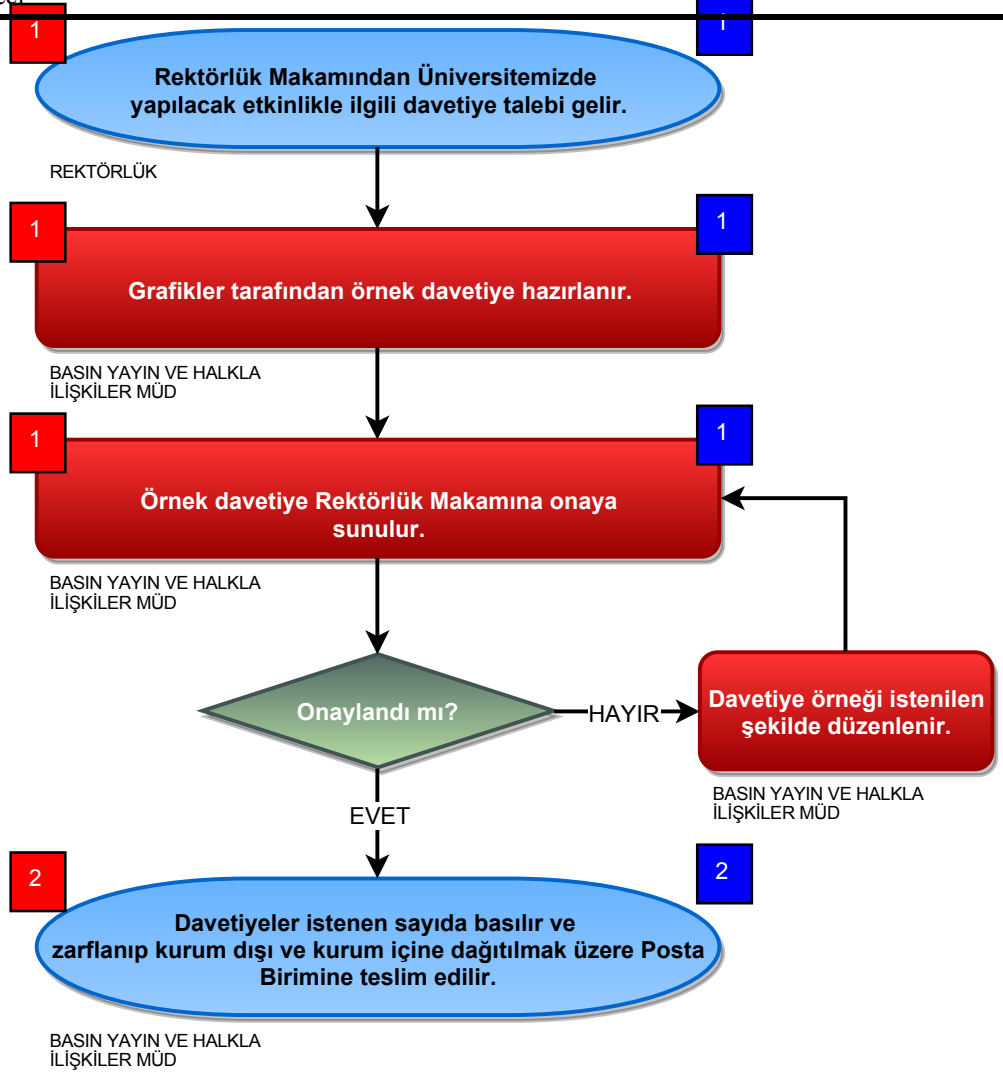 1
1
Rektörlük Makamından Üniversitemizde
yapılacak etkinlikle ilgili davetiye talebi gelir.
REKTÖRLÜK
1
1
Grafikler tarafından örnek davetiye hazırlanır.
BASIN YAYIN VE HALKLA
İLİŞKİLER MÜD
1
1
Örnek davetiye Rektörlük Makamına onaya
sunulur.
BASIN YAYIN VE HALKLA
İLİŞKİLER MÜD
Onaylandı mı?
HAYIR
Davetiye örneği istenilen
şekilde düzenlenir.
BASIN YAYIN VE HALKLA
İLİŞKİLER MÜD
EVET
2
2
Davetiyeler istenen sayıda basılır ve
zarflanıp kurum dışı ve kurum içine dağıtılmak üzere Posta
Birimine teslim edilir.
BASIN YAYIN VE HALKLA
İLİŞKİLER MÜD